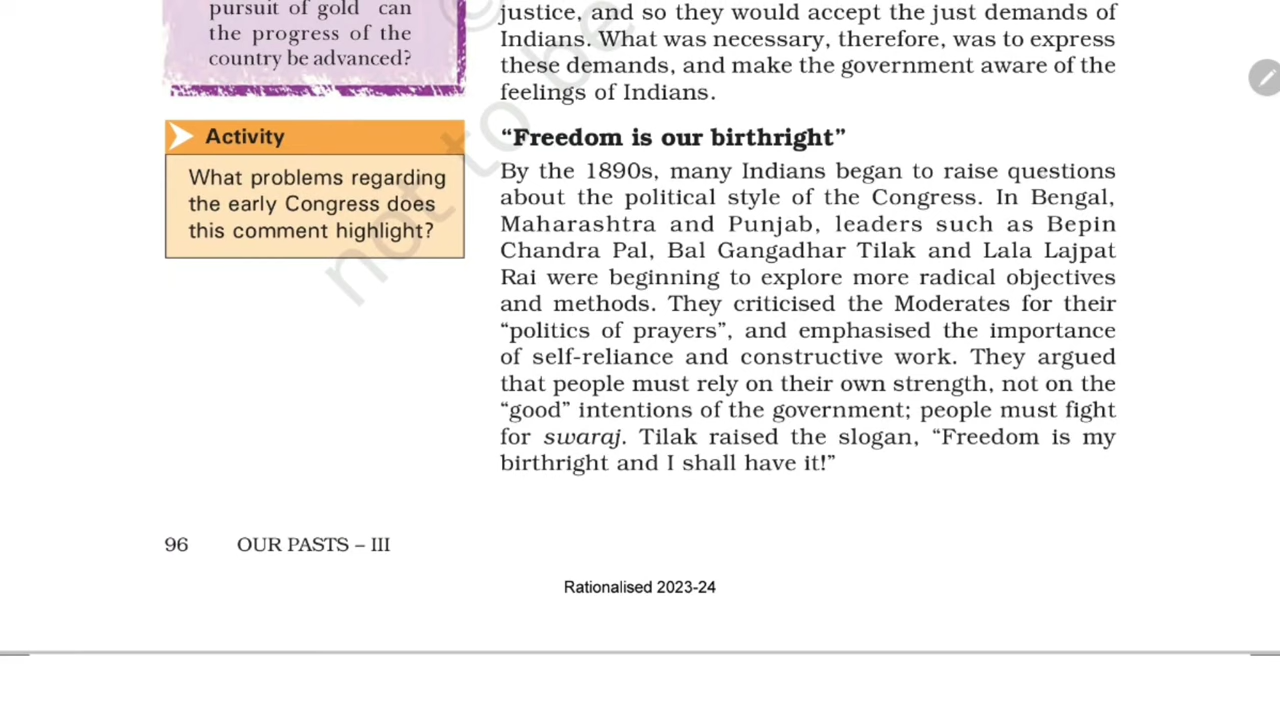 pursuit of gold can
the progress of the
country be advanced?
Activity
What problems regarding
the early Congress does
this comment highlight?
justice, and so they would accept the just demands of
Indians. What was necessary, therefore, was to express
these demands, and make the government aware of the
feelings of Indians.
“Freedom is our birthright”
By the 1890s, many Indians began to raise questions
about the political style of the Congress. In Bengal,
Maharashtra and Punjab, leaders such as Bepin
Chandra Pal, Bal Gangadhar Tilak and Lala Lajpat
Rai were beginning to explore more radical objectives
and methods. They criticised the Moderates for their
“politics of prayers”, and emphasised the importance
of self-reliance and constructive work. They argued
that people must rely on their own strength, not on the
“good” intentions of the government; people must fight
for swaraj. Tilak raised the slogan, “Freedom is my
birthright and I shall have it!”
96 OUR PASTS – III
Rationalised 2023-24
not to be